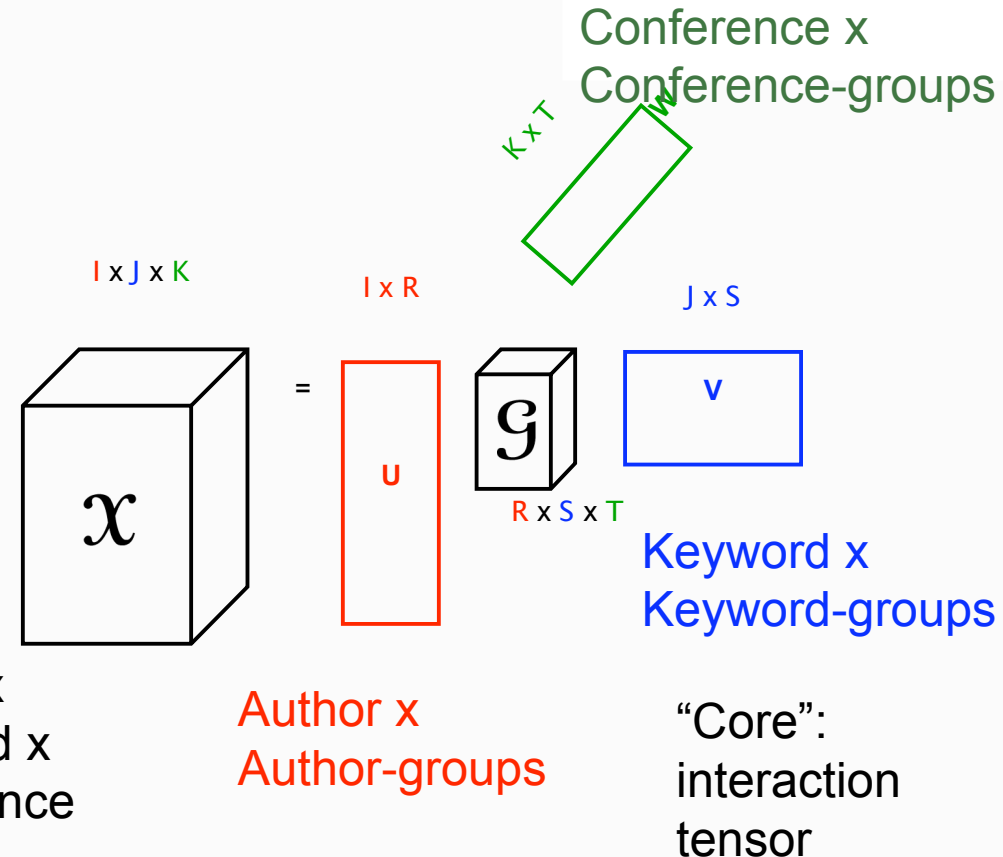 Conference x
Conference-groups
W
K x T
I x J x K
I x R
J x S
=
X
U
G
V
R x S x T
Keyword x
Keyword-groups
x
d x
nce
Author x
Author-groups
“Core”:
interaction
tensor